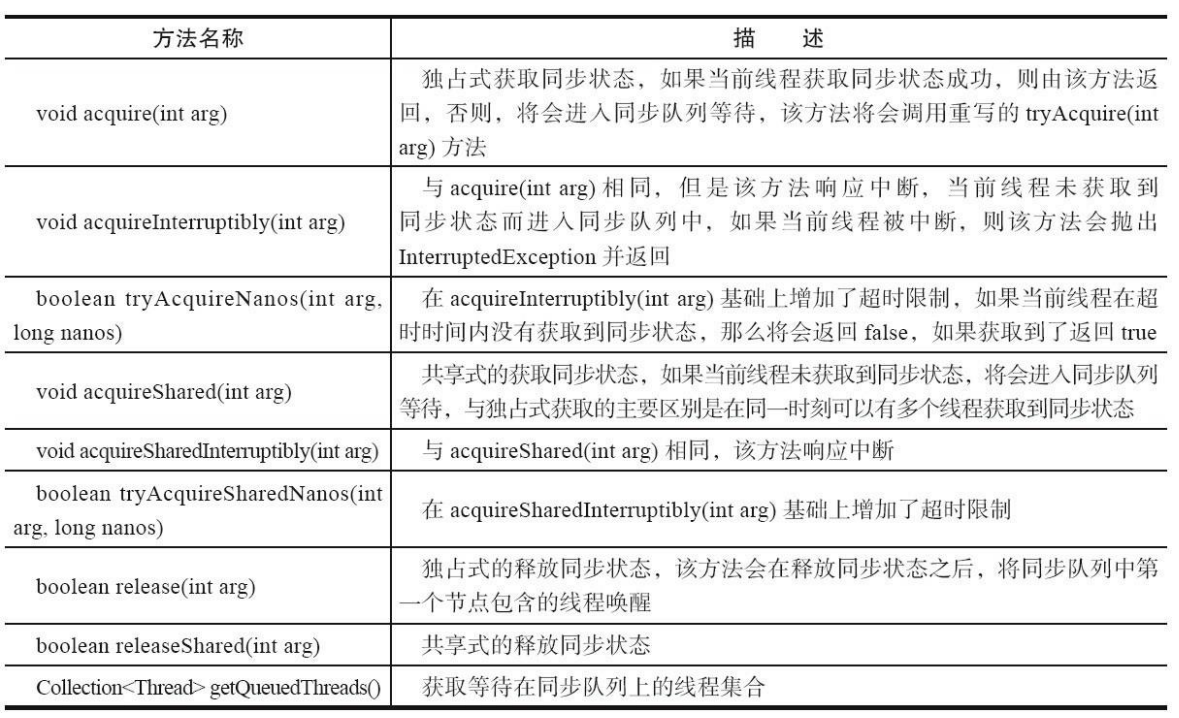 方法名称
描 述
void acquire(int arg)
独占式获取同步状态，如果当前线程获取同步状态成功，则由该方法返
回，否则，将会进入同步队列等待，该方法将会调用重写的 tryAcquire(int
arg) 方法
void acquireInterruptibly(int arg)
与 acquire(int arg) 相同，但是该方法响应中断，当前线程未获取到
同步状态而进入同步队列中，如果当前线程被中断，则该方法会抛出
InterruptedException 并返回
boolean tryAcquireNanos(int arg,
long nanos)
在 acquireInterruptibly(int arg) 基础上增加了超时限制，如果当前线程在超
时时间内没有获取到同步状态，那么将会返回 false，如果获取到了返回 true
void acquireShared(int arg)
共享式的获取同步状态，如果当前线程未获取到同步状态，将会进入同步队列
等待，与独占式获取的主要区别是在同一时刻可以有多个线程获取到同步状态
void acquireSharedInterruptibly(int arg)
与 acquireShared(int arg) 相同，该方法响应中断
boolean tryAcquireSharedNanos(int
arg, long nanos)
在 acquireSharedInterruptibly(int arg) 基础上增加了超时限制
boolean release(int arg)
独占式的释放同步状态，该方法会在释放同步状态之后，将同步队列中第
一个节点包含的线程唤醒
boolean releaseShared(int arg)
共享式的释放同步状态
Collection<Thread> getQueuedThreads()
获取等待在同步队列上的线程集合